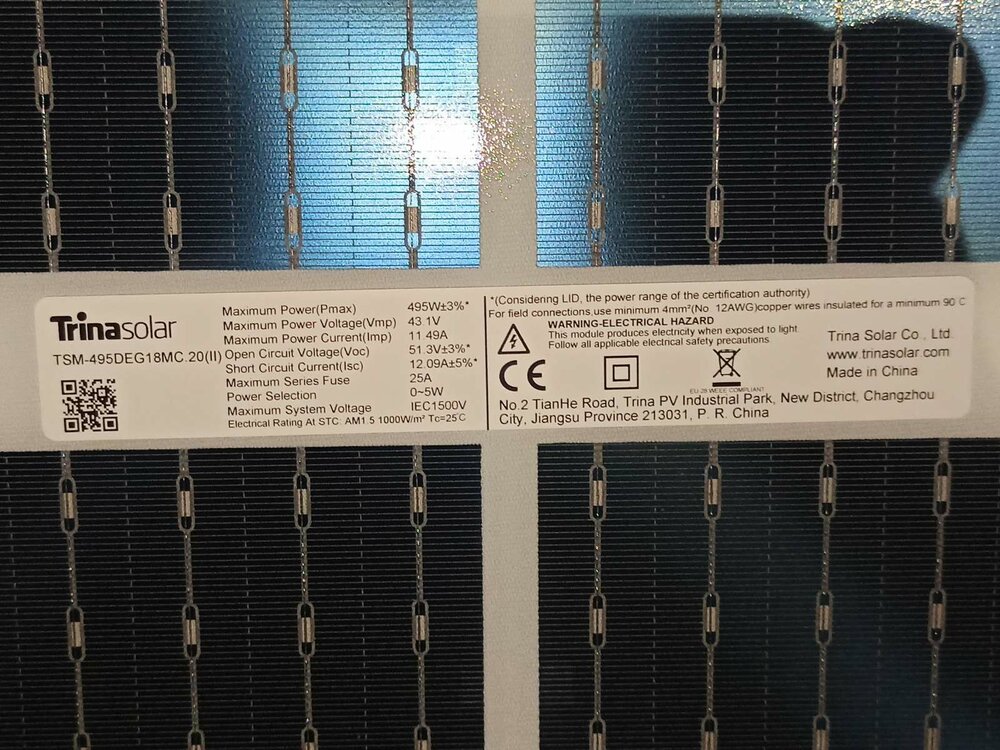 Trinasolar
TSM-495DEG18MC.20(II)
Maximum Power(Pmax) 495W±3%*
Maximum Power Voltage(Vmp) 43.1V
Maximum Power Current(Imp) 11.49A
Open Circuit Voltage(Voc) 51.3V±3%*
Short Circuit Current(Isc) 12.09A±5%*
Maximum Series Fuse 25A
Power Selection 0~5W
Maximum System Voltage IEC1500V
Electrical Rating At STC: AM1.5 1000W/m² Tc=25℃
*(Considering LID, the power range of the certification authority)
For field connections,use minimum 4mm²(No. 12AWG)copper wires insulated for a minimum 90 C
WARNING-ELECTRICAL HAZARD
This module produces electricity when exposed to light
Follow all applicable electrical safety precautions
CE
EU-28 WEEE COMPLIANT
Trina Solar Co., Ltd.
www.trinasolar.com
Made in China
No.2 TianHe Road, Trina PV Industrial Park, New District, Changzhou
City, Jiangsu Province 213031, P. R. China